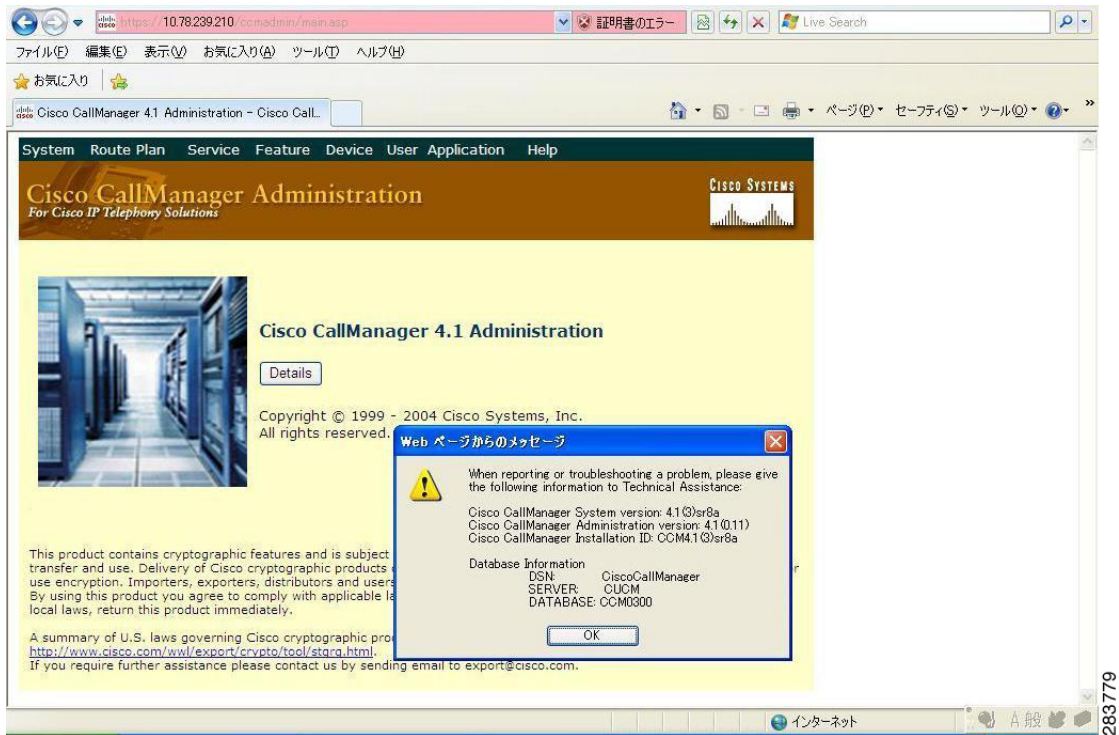 https://10.78.239.210/ccmadmin/main.asp
証明書のエラー
Live Search
ファイル(F) 編集(E) 表示(V) お気に入り(A) ツール(T) ヘルプ(H)
お気に入り
Cisco CallManager 4.1 Administration - Cisco Call...
ページ(P) セーフティ(S) ツール(O)
System Route Plan Service Feature Device User Application Help
Cisco CallManager Administration
For Cisco IP Telephony Solutions
CISCO SYSTEMS
Cisco CallManager 4.1 Administration
Details
Copyright © 1999 - 2004 Cisco Systems, Inc.
All rights reserved.
Web ページからのメッセージ
When reporting or troubleshooting a problem, please give
the following information to Technical Assistance:
Cisco CallManager System version: 4.1(3)sr8a
Cisco CallManager Administration version: 4.1(0.11)
Cisco CallManager Installation ID: CCM4.1(3)sr8a
Database Information
DSN: CiscoCallManager
SERVER: CUCM
DATABASE: CCM0300
OK
This product contains cryptographic features and is subject
transfer and use. Delivery of Cisco cryptographic products
use encryption. Importers, exporters, distributors and users
By using this product you agree to comply with applicable la
local laws, return this product immediately.
A summary of U.S. laws governing Cisco cryptographic pro
http://www.cisco.com/wwl/export/crypto/tool/stqrg.html.
If you require further assistance please contact us by sending email to export@cisco.com.
インターネット
A 般
283779